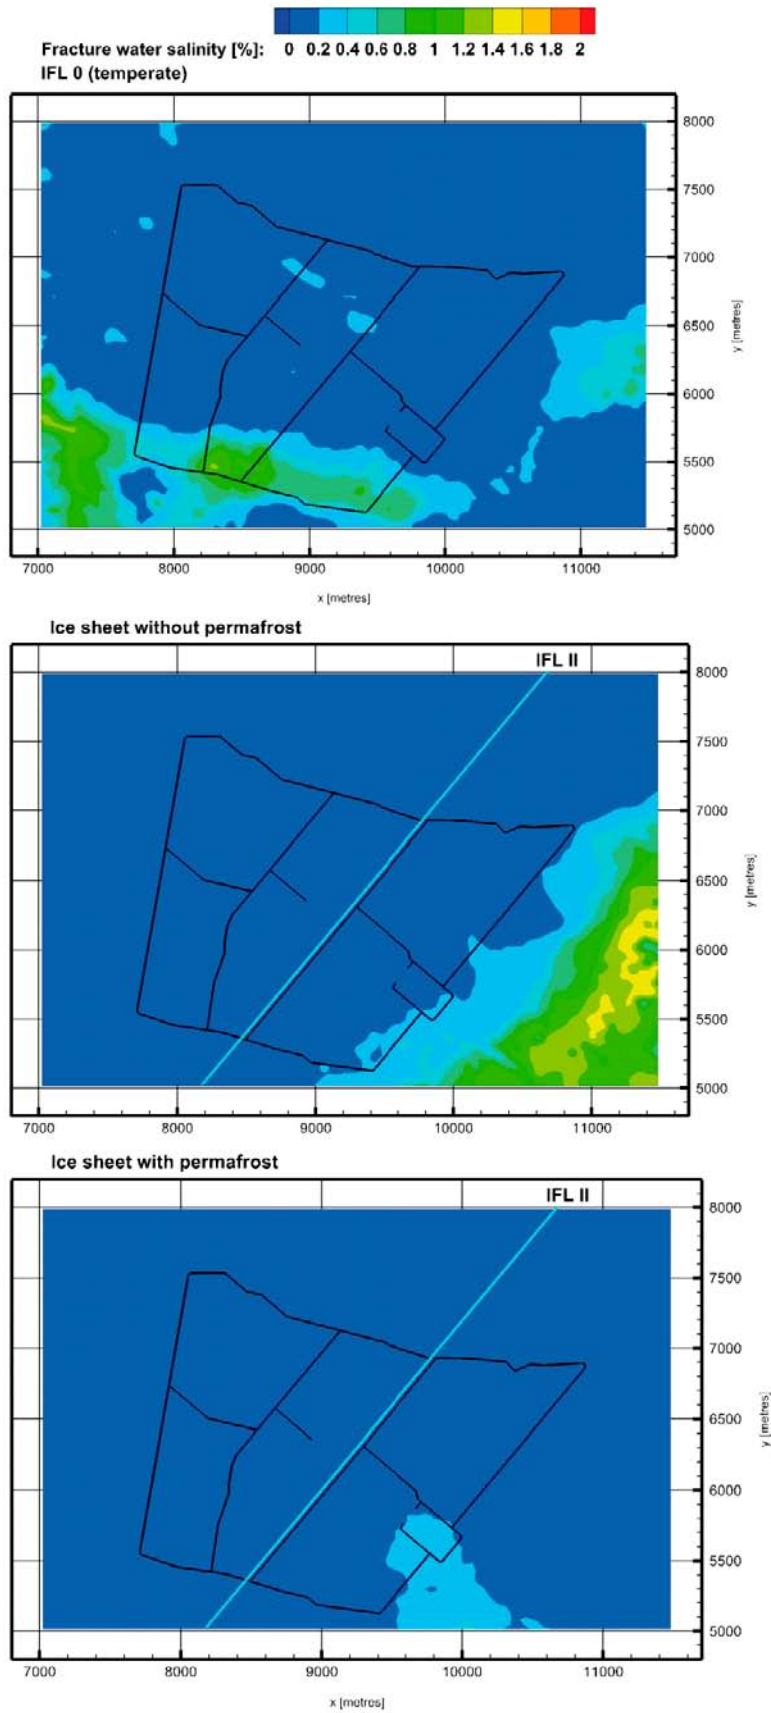 Fracture water salinity [%]: 0 0.2 0.4 0.6 0.8 1 1.2 1.4 1.6 1.8 2
IFL 0 (temperate)
8000
7500
7000
6500
6000
5500
5000
y [metres]
7000 8000 9000 10000 11000
x [metres]
Ice sheet without permafrost
IFL II
8000
7500
7000
6500
6000
5500
5000
y [metres]
7000 8000 9000 10000 11000
Ice sheet with permafrost
IFL II
8000
7500
7000
6500
6000
5500
5000
y [metres]
7000 8000 9000 10000 11000
x [metres]